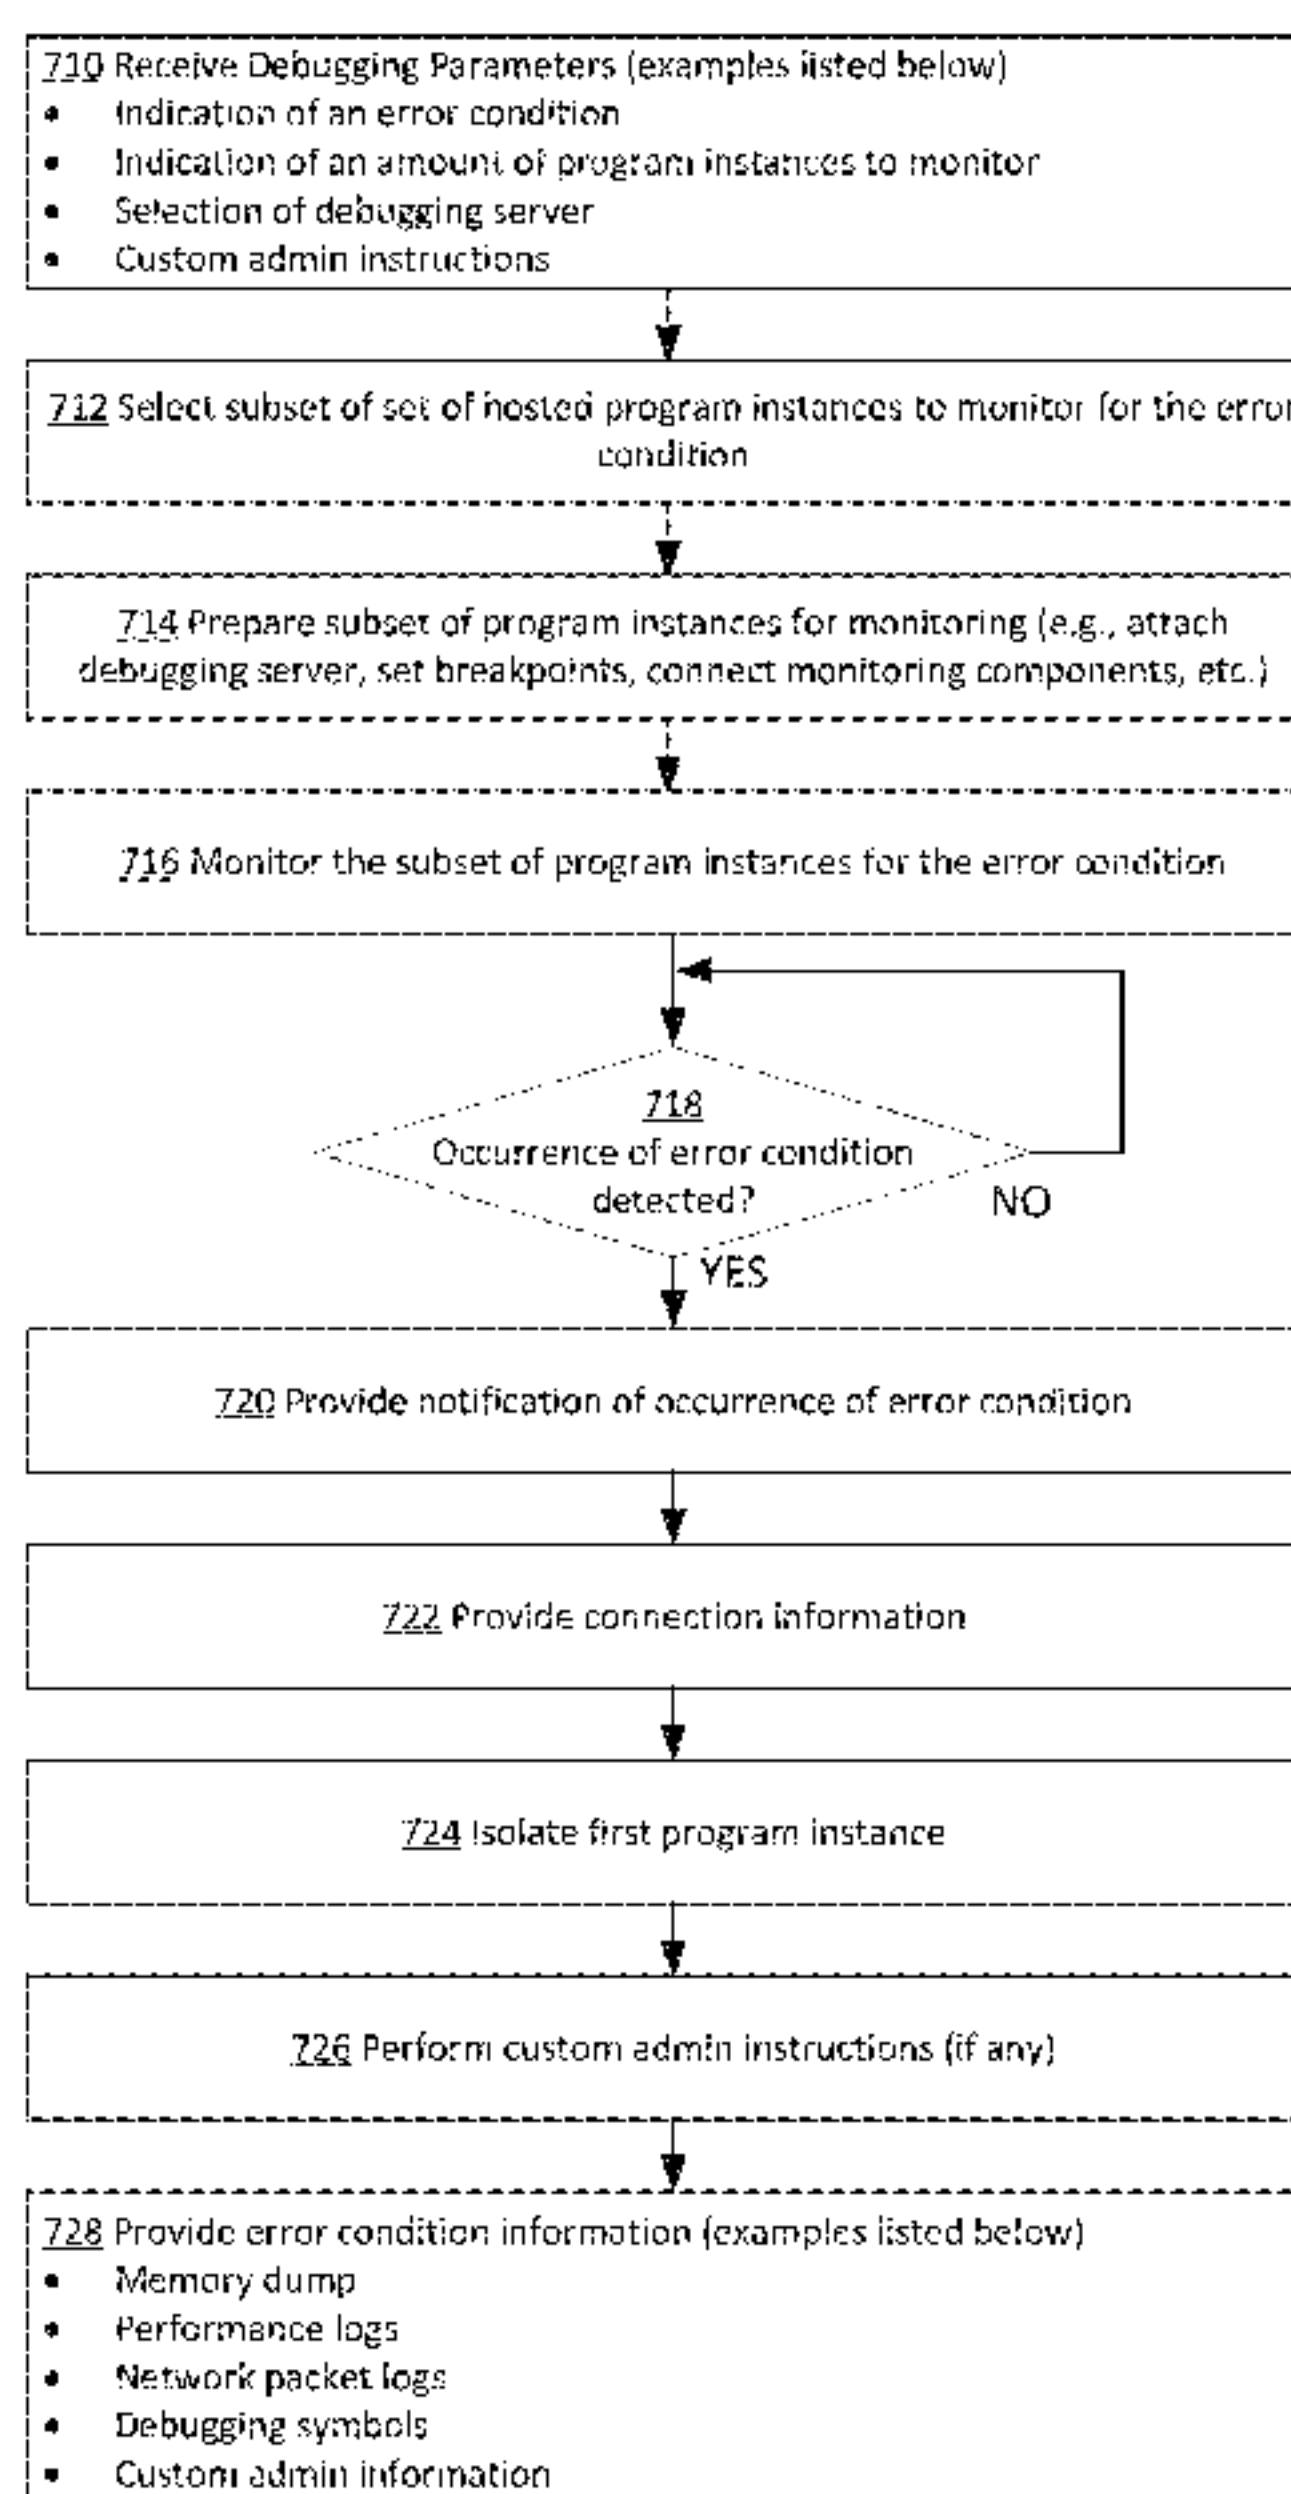 710 Receive Debugging Parameters (examples listed below)
• Indication of an error condition
• Indication of an amount of program instances to monitor
• Selection of debugging server
• Custom admin instructions
712 Select subset of set of hosted program instances to monitor for the error
condition
714 Prepare subset of program instances for monitoring (e.g., attach
debugging server, set breakpoints, connect monitoring components, etc.)
716 Monitor the subset of program instances for the error condition
718
Occurrence of error condition
detected?
NO
YES
720 Provide notification of occurrence of error condition
722 Provide connection information
724 Isolate first program instance
726 Perform custom admin instructions (if any)
728 Provide error condition information (examples listed below)
• Memory dump
• Performance logs
• Network packet logs
• Debugging symbols
• Custom admin information